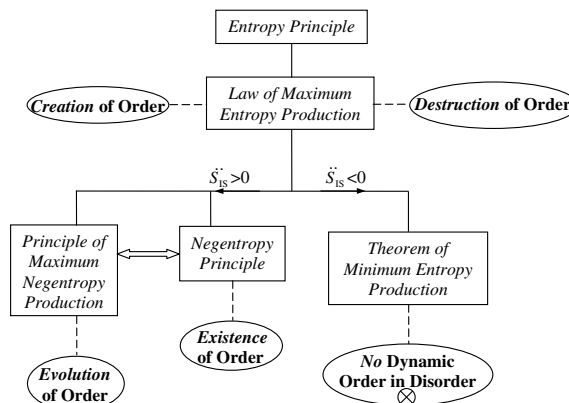 Entropy Principle
Creation of Order
Law of Maximum
Entropy Production
Destruction of Order
S̈IS>0
S̈IS<0
Principle of
Maximum
Negentropy
Production
Negentropy
Principle
Theorem of
Minimum Entropy
Production
Existence
of Order
Evolution
of Order
No Dynamic
Order in Disorder